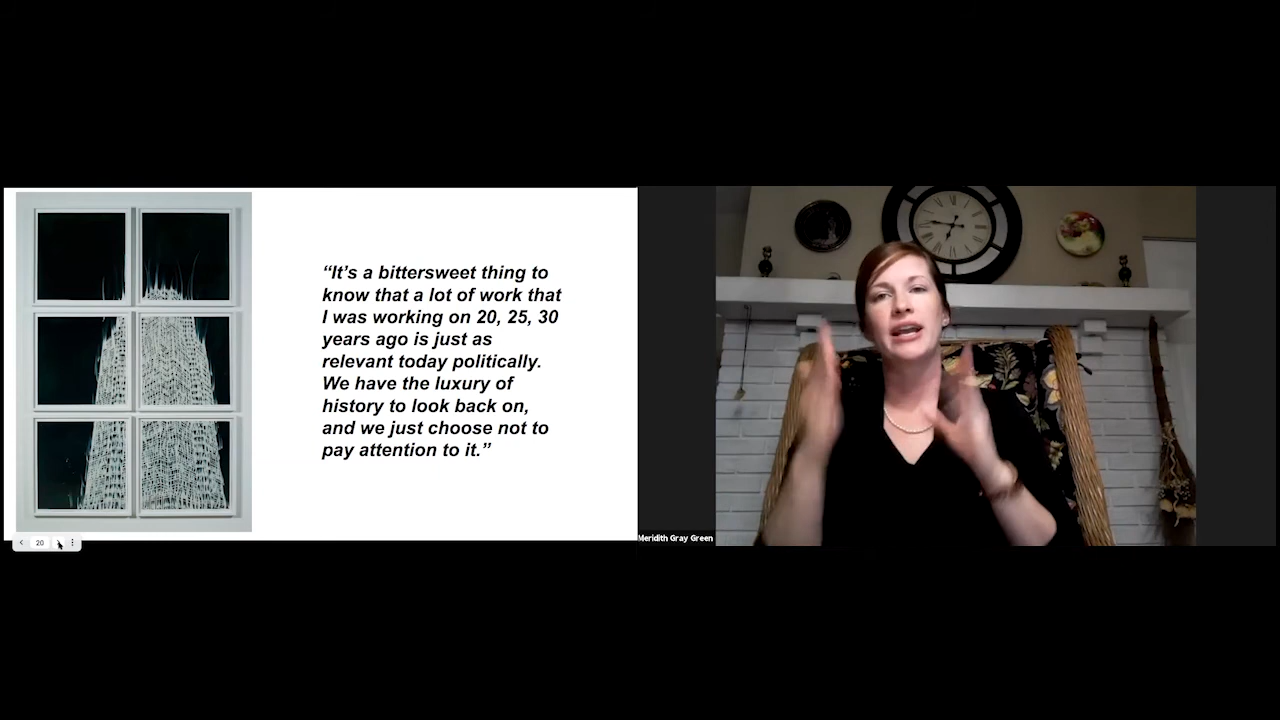 “It’s a bittersweet thing to
know that a lot of work that
I was working on 20, 25, 30
years ago is just as
relevant today politically.
We have the luxury of
history to look back on,
and we just choose not to
pay attention to it.”
20
Meridith Gray Green